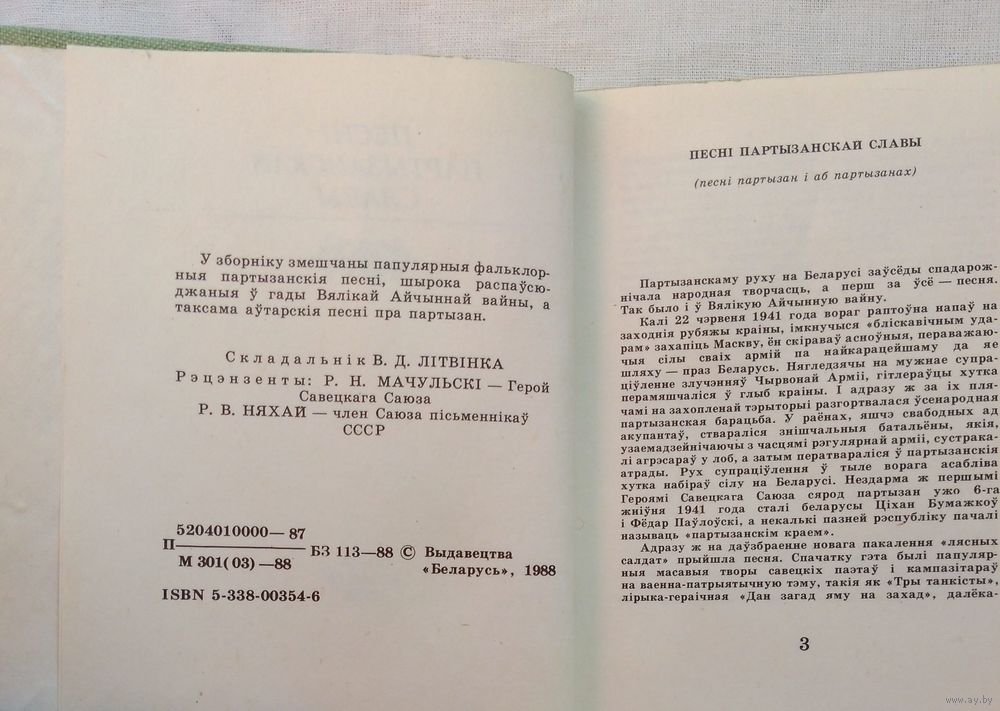 У зборніку змешчаны папулярныя фальклор-
ныя партызанскія песні, шырока распаўсю-
джаныя ў гады Вялікай Айчыннай вайны, а
таксама аўтарскія песні пра партызан.
Складальнік В. Д. ЛІТВІНКА
Рэцэнзенты: Р. Н. МАЧУЛЬСКІ — Герой
Савецкага Саюза
Р. В. НЯХАЙ — член Саюза пісьменнікаў
СССР
5204010000—87
П—————— БЗ 113—88 © Выдавецтва
М 301(03)—88 «Беларусь», 1988
ISBN 5-338-00354-6
ПЕСНІ ПАРТЫЗАНСКАЙ СЛАВЫ
(песні партызан і аб партызанах)
Партызанскаму руху на Беларусі заўсёды спадарож-
нічала народная творчасць, а перш за ўсё — песня.
Так было і ў Вялікую Айчынную вайну.
Калі 22 чэрвеня 1941 года вораг раптоўна напаў на
заходнія рубяжы краіны, імкнучыся «бліскавічным уда-
рам» захапіць Маскву, ён скіраваў асноўныя, пераважаю-
чыя сілы сваіх армій па найкарацейшаму да яе
шляху — праз Беларусь. Нягледзячы на мужнае супра-
ціўленне злучэнняў Чырвонай Арміі, гітлераўцы хутка
перамяшчаліся ў глыб краіны. І адразу ж за іх пля-
чамі на захопленай тэрыторыі разгортвалася ўсенародная
партызанская барацьба. У раёнах, яшчэ свабодных ад
акупантаў, ствараліся знішчальныя батальёны, якія,
узаемадзейнічаючы з часцямі рэгулярнай арміі, сустрака-
лі агрэсараў у лоб, а затым ператвараліся ў партызанскія
атрады. Рух супраціўлення ў тыле ворага асабліва
хутка набіраў сілу на Беларусі. Нездарма ж першымі
Героямі Савецкага Саюза сярод партызан ужо 6-га
жніўня 1941 года сталі беларусы Ціхан Бумажкоў
і Фёдар Паўлоўскі, а некалькі пазней рэспубліку пачалі
называць «партызанскім краем».
Адразу ж на даўзбраенне новага пакалення «лясных
салдат» прыйшла песня. Спачатку гэта былі папуляр-
ныя масавыя творы савецкіх паэтаў і кампазітараў
на ваенна-патрыятычную тэму, такія як «Тры танкісты»,
лірыка-гераічная «Дан загад яму на захад», далёка-
3
www.ay.by